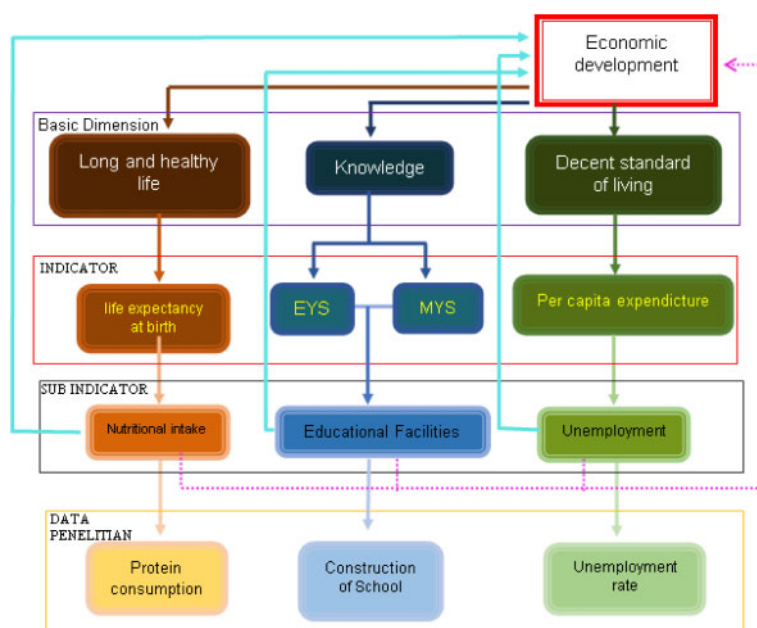 Economic
development
Basic Dimension
Long and healthy
life
Knowledge
Decent standard
of living
INDICATOR
life expectancy
at birth
EYS
MYS
Per capita expendicture
SUB INDICATOR
Nutritional intake
Educational Facilities
Unemployment
DATA
PENELITIAN
Protein
consumption
Construction
of School
Unemployment
rate